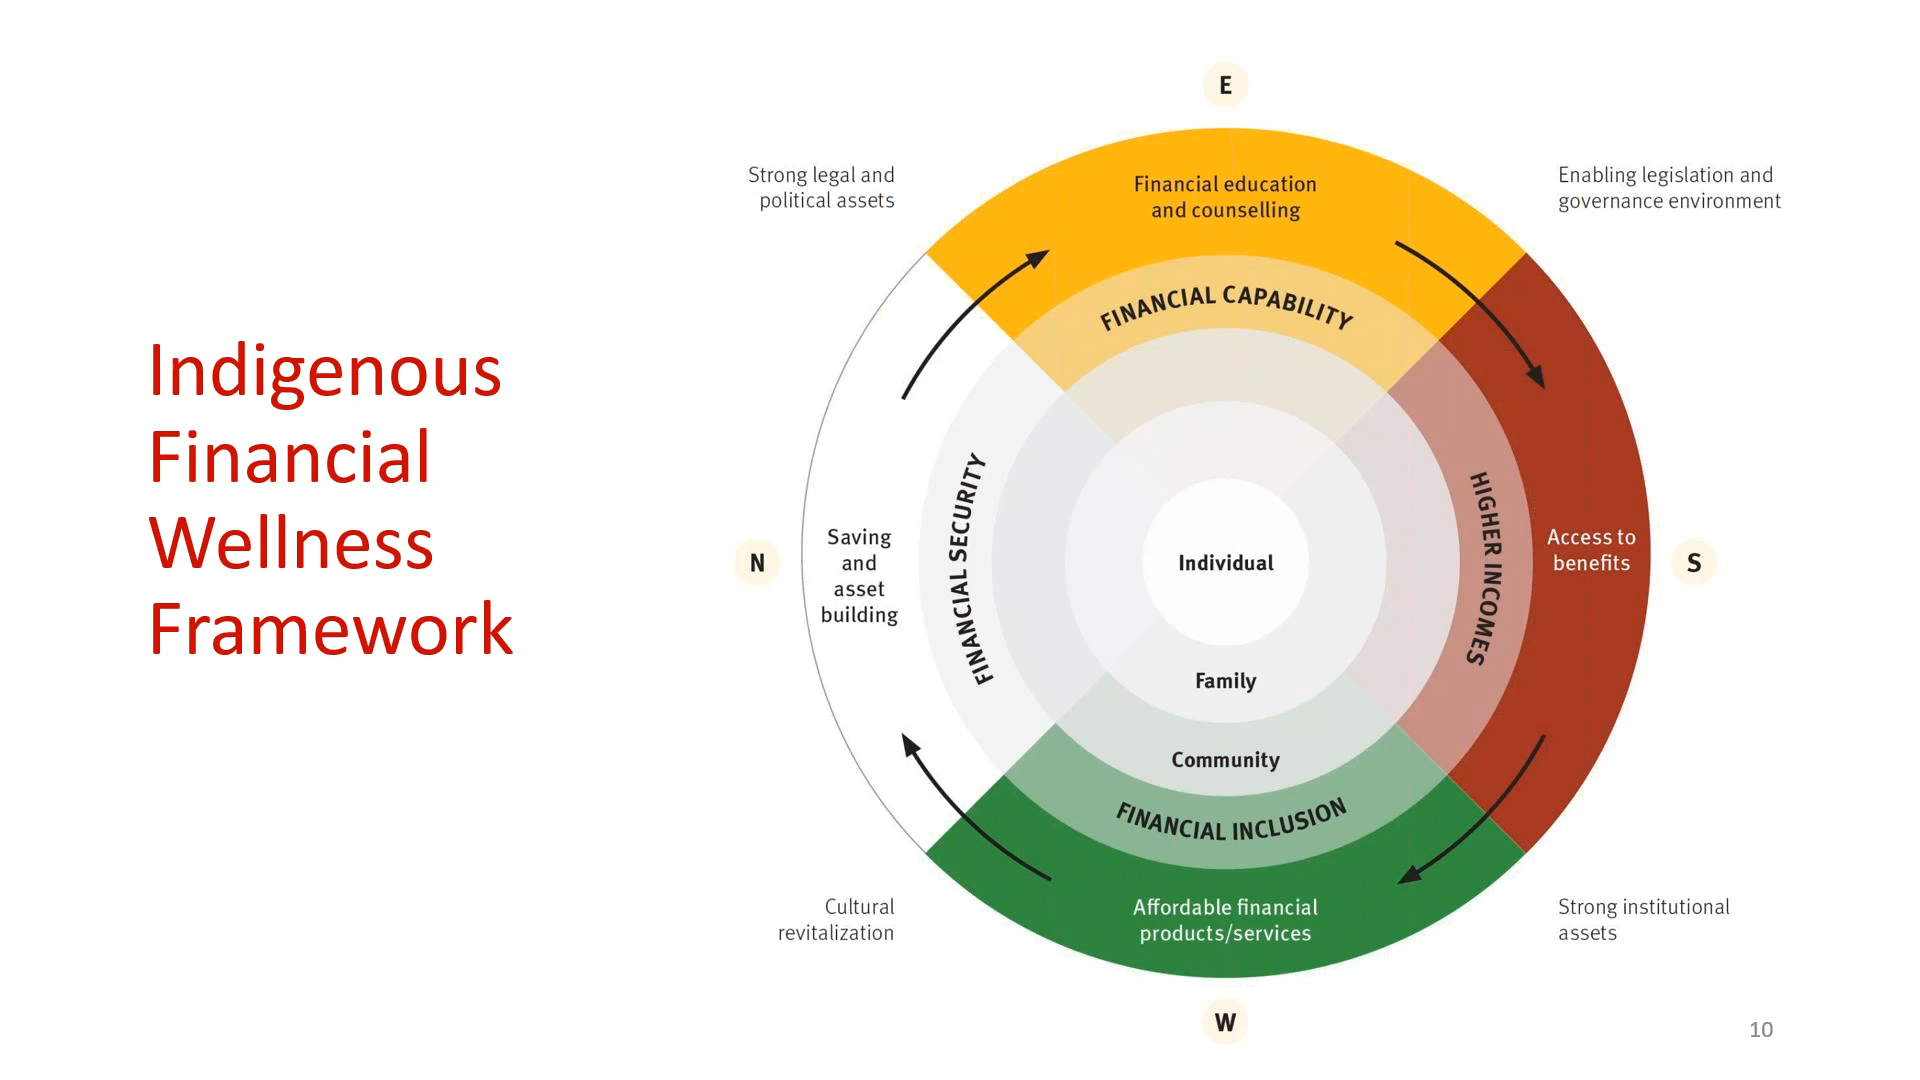 Indigenous
Financial
Wellness
Framework
E
Strong legal and
political assets
Enabling legislation and
governance environment
Financial education
and counselling
FINANCIAL CAPABILITY
N
Saving
and
asset
building
FINANCIAL SECURITY
Individual
Family
Community
HIGHER INCOMES
Access to
benefits
S
FINANCIAL INCLUSION
Affordable financial
products/services
Cultural
revitalization
Strong institutional
assets
W
10